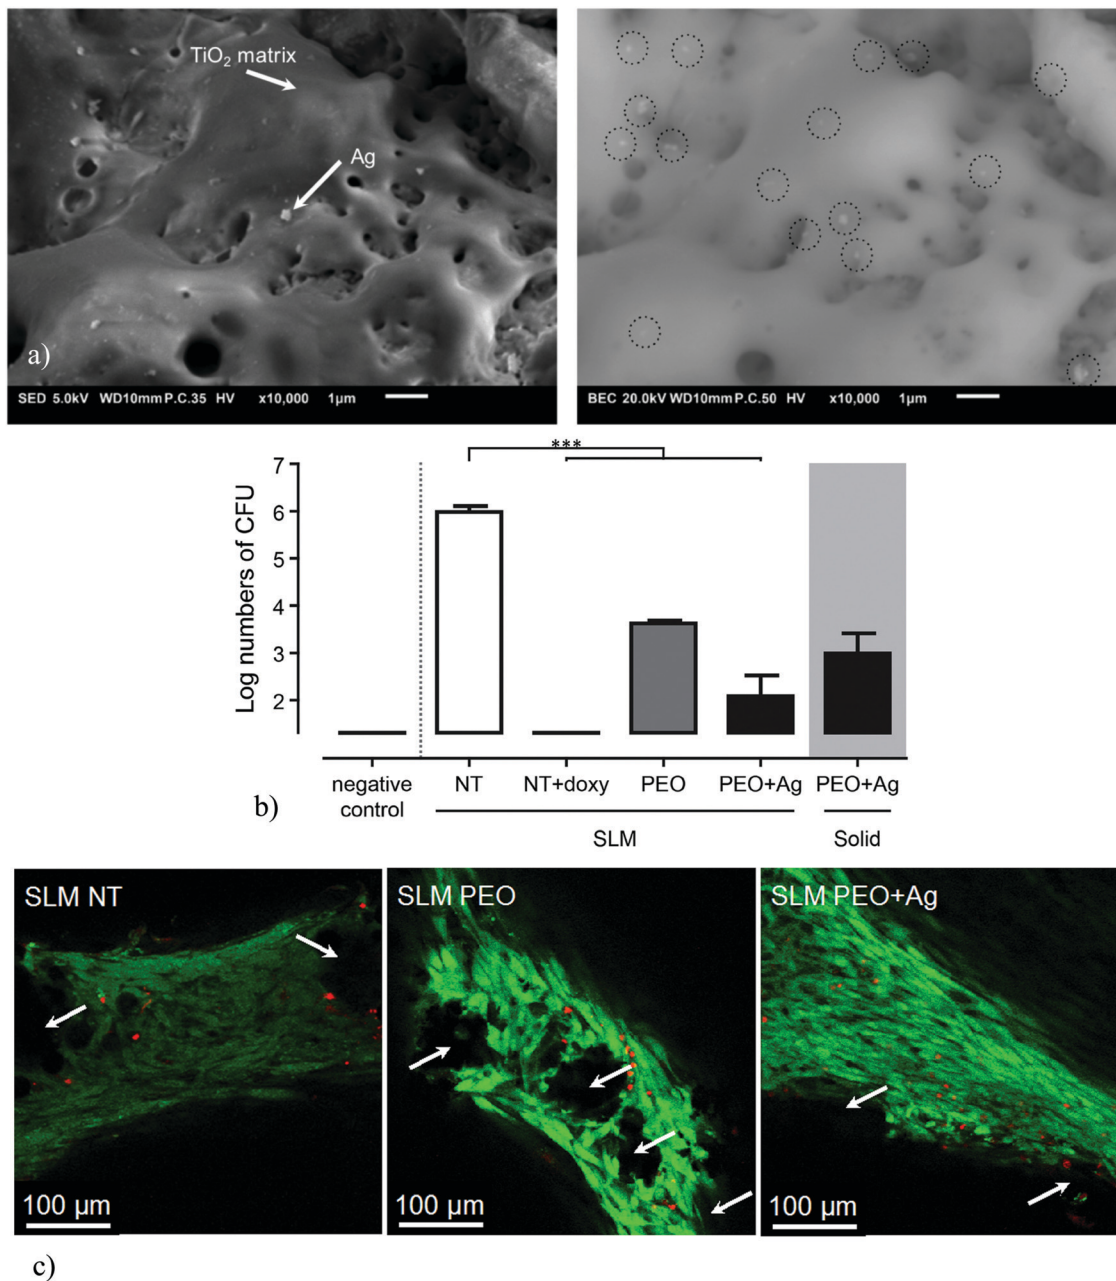 TiO₂ matrix
Ag
a)
SED 5.0kV WD10mmP.C.35 HV x10,000 1µm
BEC 20.0kV WD10mmP.C.50 HV x10,000 1µm
***
Log numbers of CFU
7
6
5
4
3
2
negative control
NT
NT+doxy
PEO
PEO+Ag
PEO+Ag
SLM
Solid
b)
SLM NT
SLM PEO
SLM PEO+Ag
100 µm
100 µm
100 µm
c)